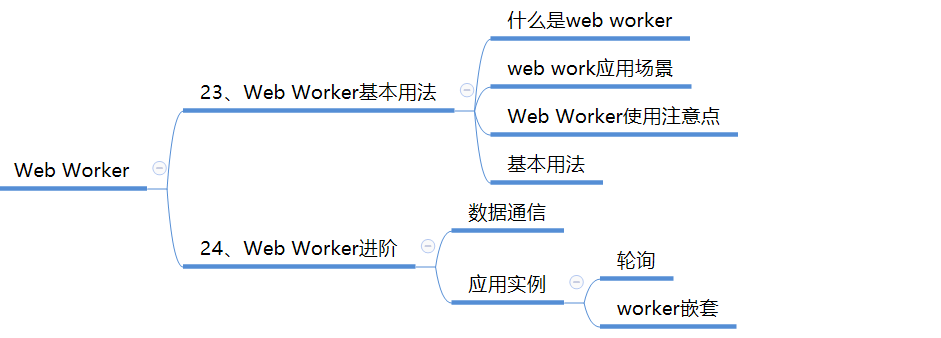 Web Worker
23、Web Worker基本用法
什么是web worker
web work应用场景
Web Worker使用注意点
基本用法
24、Web Worker进阶
数据通信
应用实例
轮询
worker嵌套